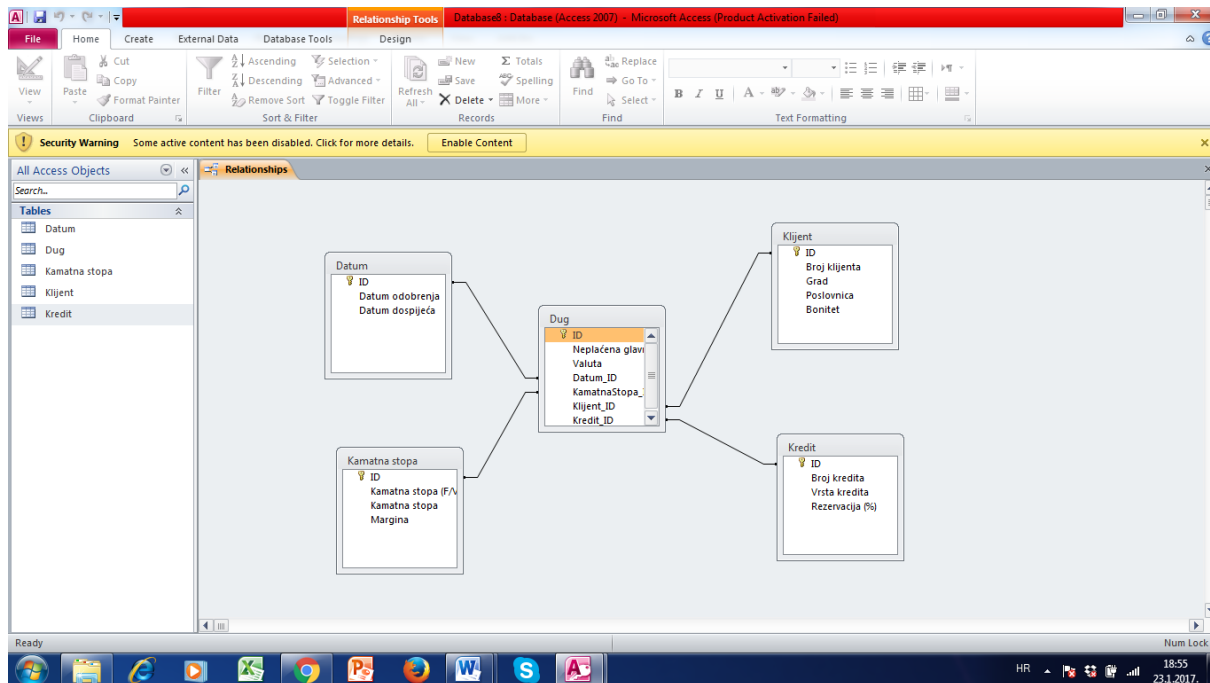 Relationship Tools
Database8 : Database (Access 2007) - Microsoft Access (Product Activation Failed)
File Home Create External Data Database Tools Design
View
Views
Paste
Cut
Copy
Format Painter
Clipboard
Filter
Ascending
Descending
Remove Sort
Selection
Advanced
Toggle Filter
Sort & Filter
Refresh All
New
Save
Delete
Totals
Spelling
More
Records
Find
Replace
Go To
Select
Find
B I U A
Text Formatting
Security Warning Some active content has been disabled. Click for more details. Enable Content
All Access Objects
Search...
Tables
Datum
Dug
Kamatna stopa
Klijent
Kredit
Relationships
Datum
ID
Datum odobrenja
Datum dospijeća
Kamatna stopa
ID
Kamatna stopa (F/V
Kamatna stopa
Margina
Dug
ID
Neplaćena glavn
Valuta
Datum_ID
KamatnaStopa_
Klijent_ID
Kredit_ID
Klijent
ID
Broj klijenta
Grad
Poslovnica
Bonitet
Kredit
ID
Broj kredita
Vrsta kredita
Rezervacija (%)
Ready
Num Lock
HR
18:55
23.1.2017.